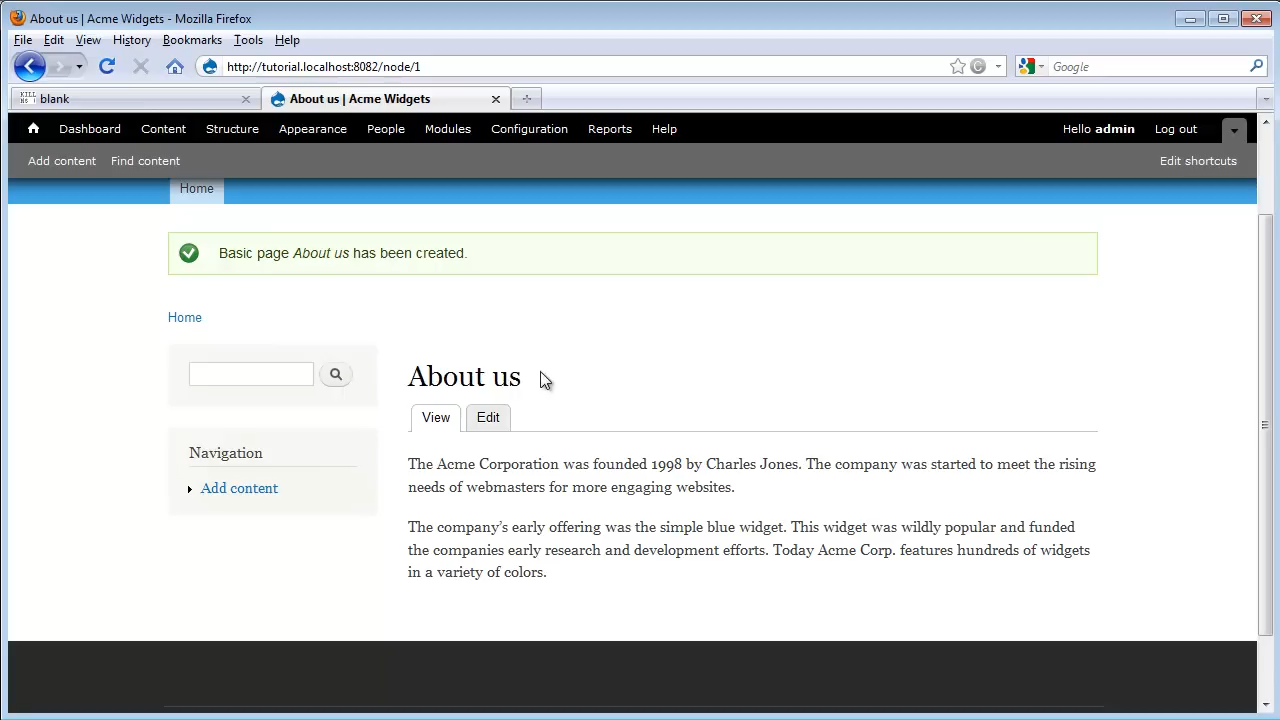 About us | Acme Widgets - Mozilla Firefox
File Edit View History Bookmarks Tools Help
http://tutorial.localhost:8082/node/1
Google
blank
About us | Acme Widgets
Dashboard Content Structure Appearance People Modules Configuration Reports Help Hello admin Log out
Add content Find content Edit shortcuts
Home
Basic page About us has been created.
Home
About us
View Edit
Navigation
Add content
The Acme Corporation was founded 1998 by Charles Jones. The company was started to meet the rising
needs of webmasters for more engaging websites.
The company's early offering was the simple blue widget. This widget was wildly popular and funded
the companies early research and development efforts. Today Acme Corp. features hundreds of widgets
in a variety of colors.